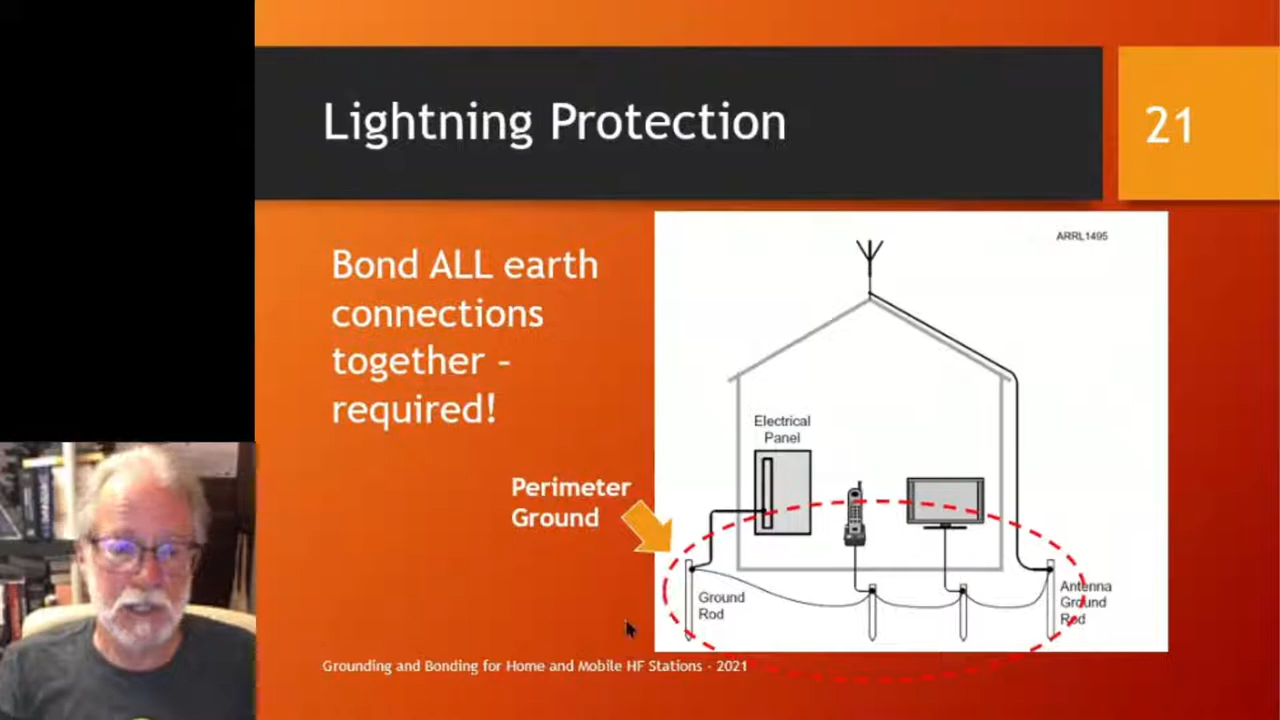 Lightning Protection
21
Bond ALL earth
connections
together –
required!
Perimeter
Ground
ARRL1495
Electrical
Panel
Ground
Rod
Antenna
Ground
Rod
Grounding and Bonding for Home and Mobile HF Stations - 2021